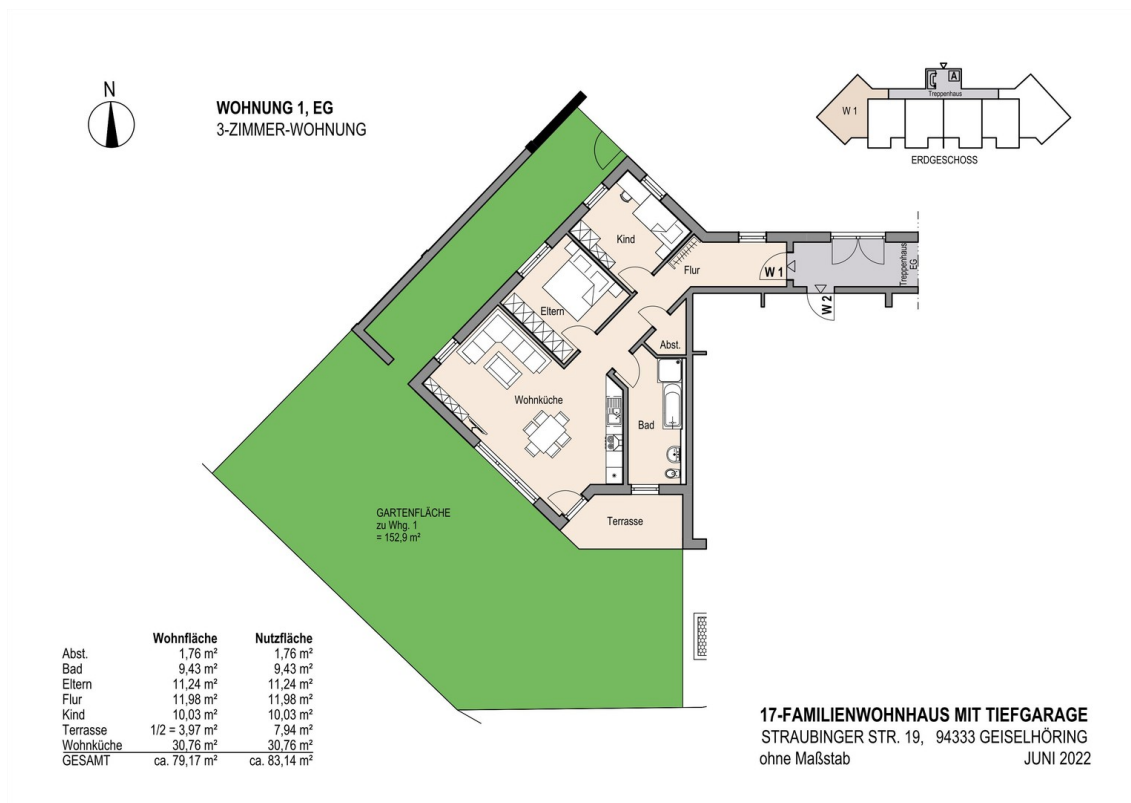 N
WOHNUNG 1, EG
3-ZIMMER-WOHNUNG
A
Treppenhaus
W 1
ERDGESCHOSS
Kind
Flur
W 1
Treppenhaus
EG
W 2
Eltern
Abst.
Wohnküche
Bad
Terrasse
GARTENFLÄCHE
zu Whg. 1
= 152,9 m²
Wohnfläche Nutzfläche
Abst. 1,76 m² 1,76 m²
Bad 9,43 m² 9,43 m²
Eltern 11,24 m² 11,24 m²
Flur 11,98 m² 11,98 m²
Kind 10,03 m² 10,03 m²
Terrasse 1/2 = 3,97 m² 7,94 m²
Wohnküche 30,76 m² 30,76 m²
GESAMT ca. 79,17 m² ca. 83,14 m²
17-FAMILIENWOHNHAUS MIT TIEFGARAGE
STRAUBINGER STR. 19, 94333 GEISELHÖRING
ohne Maßstab JUNI 2022